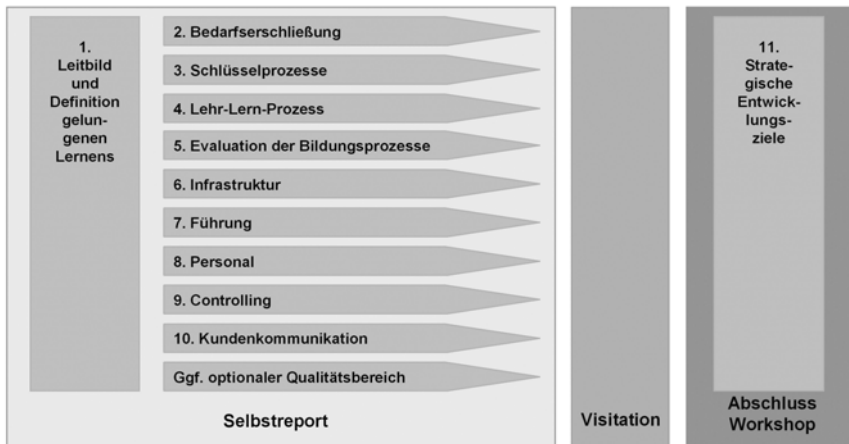 1.
Leitbild
und
Definition
gelun-
genen
Lernens
2. Bedarfserschließung
3. Schlüsselprozesse
4. Lehr-Lern-Prozess
5. Evaluation der Bildungsprozesse
6. Infrastruktur
7. Führung
8. Personal
9. Controlling
10. Kundenkommunikation
Ggf. optionaler Qualitätsbereich
Selbstreport
Visitation
11.
Strate-
gische
Entwick-
lungs-
ziele
Abschluss
Workshop